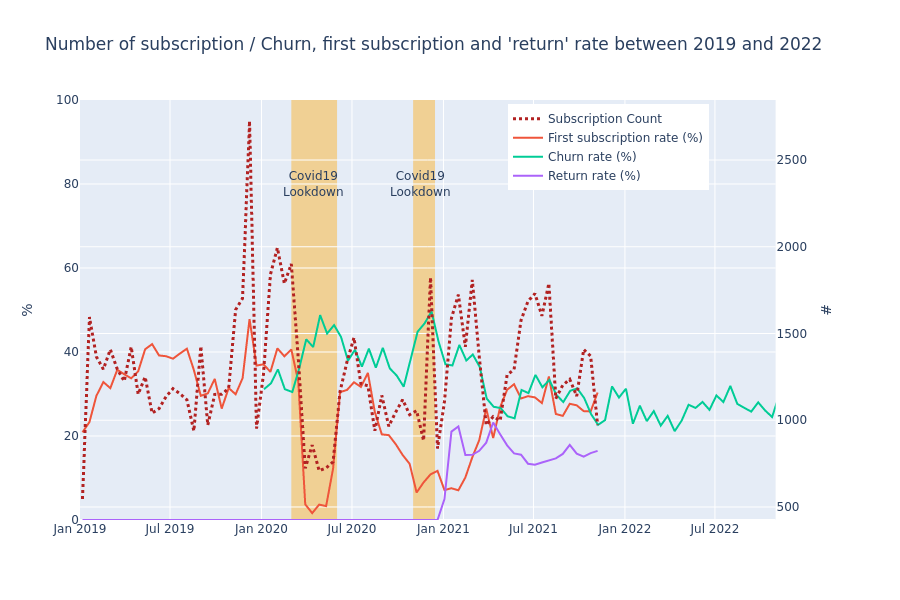 Number of subscription / Churn, first subscription and 'return' rate between 2019 and 2022
100
80
60
40
20
0
%
Covid19
Lookdown
Covid19
Lookdown
Subscription Count
First subscription rate (%)
Churn rate (%)
Return rate (%)
2500
2000
1500
1000
500
#
Jan 2019
Jul 2019
Jan 2020
Jul 2020
Jan 2021
Jul 2021
Jan 2022
Jul 2022